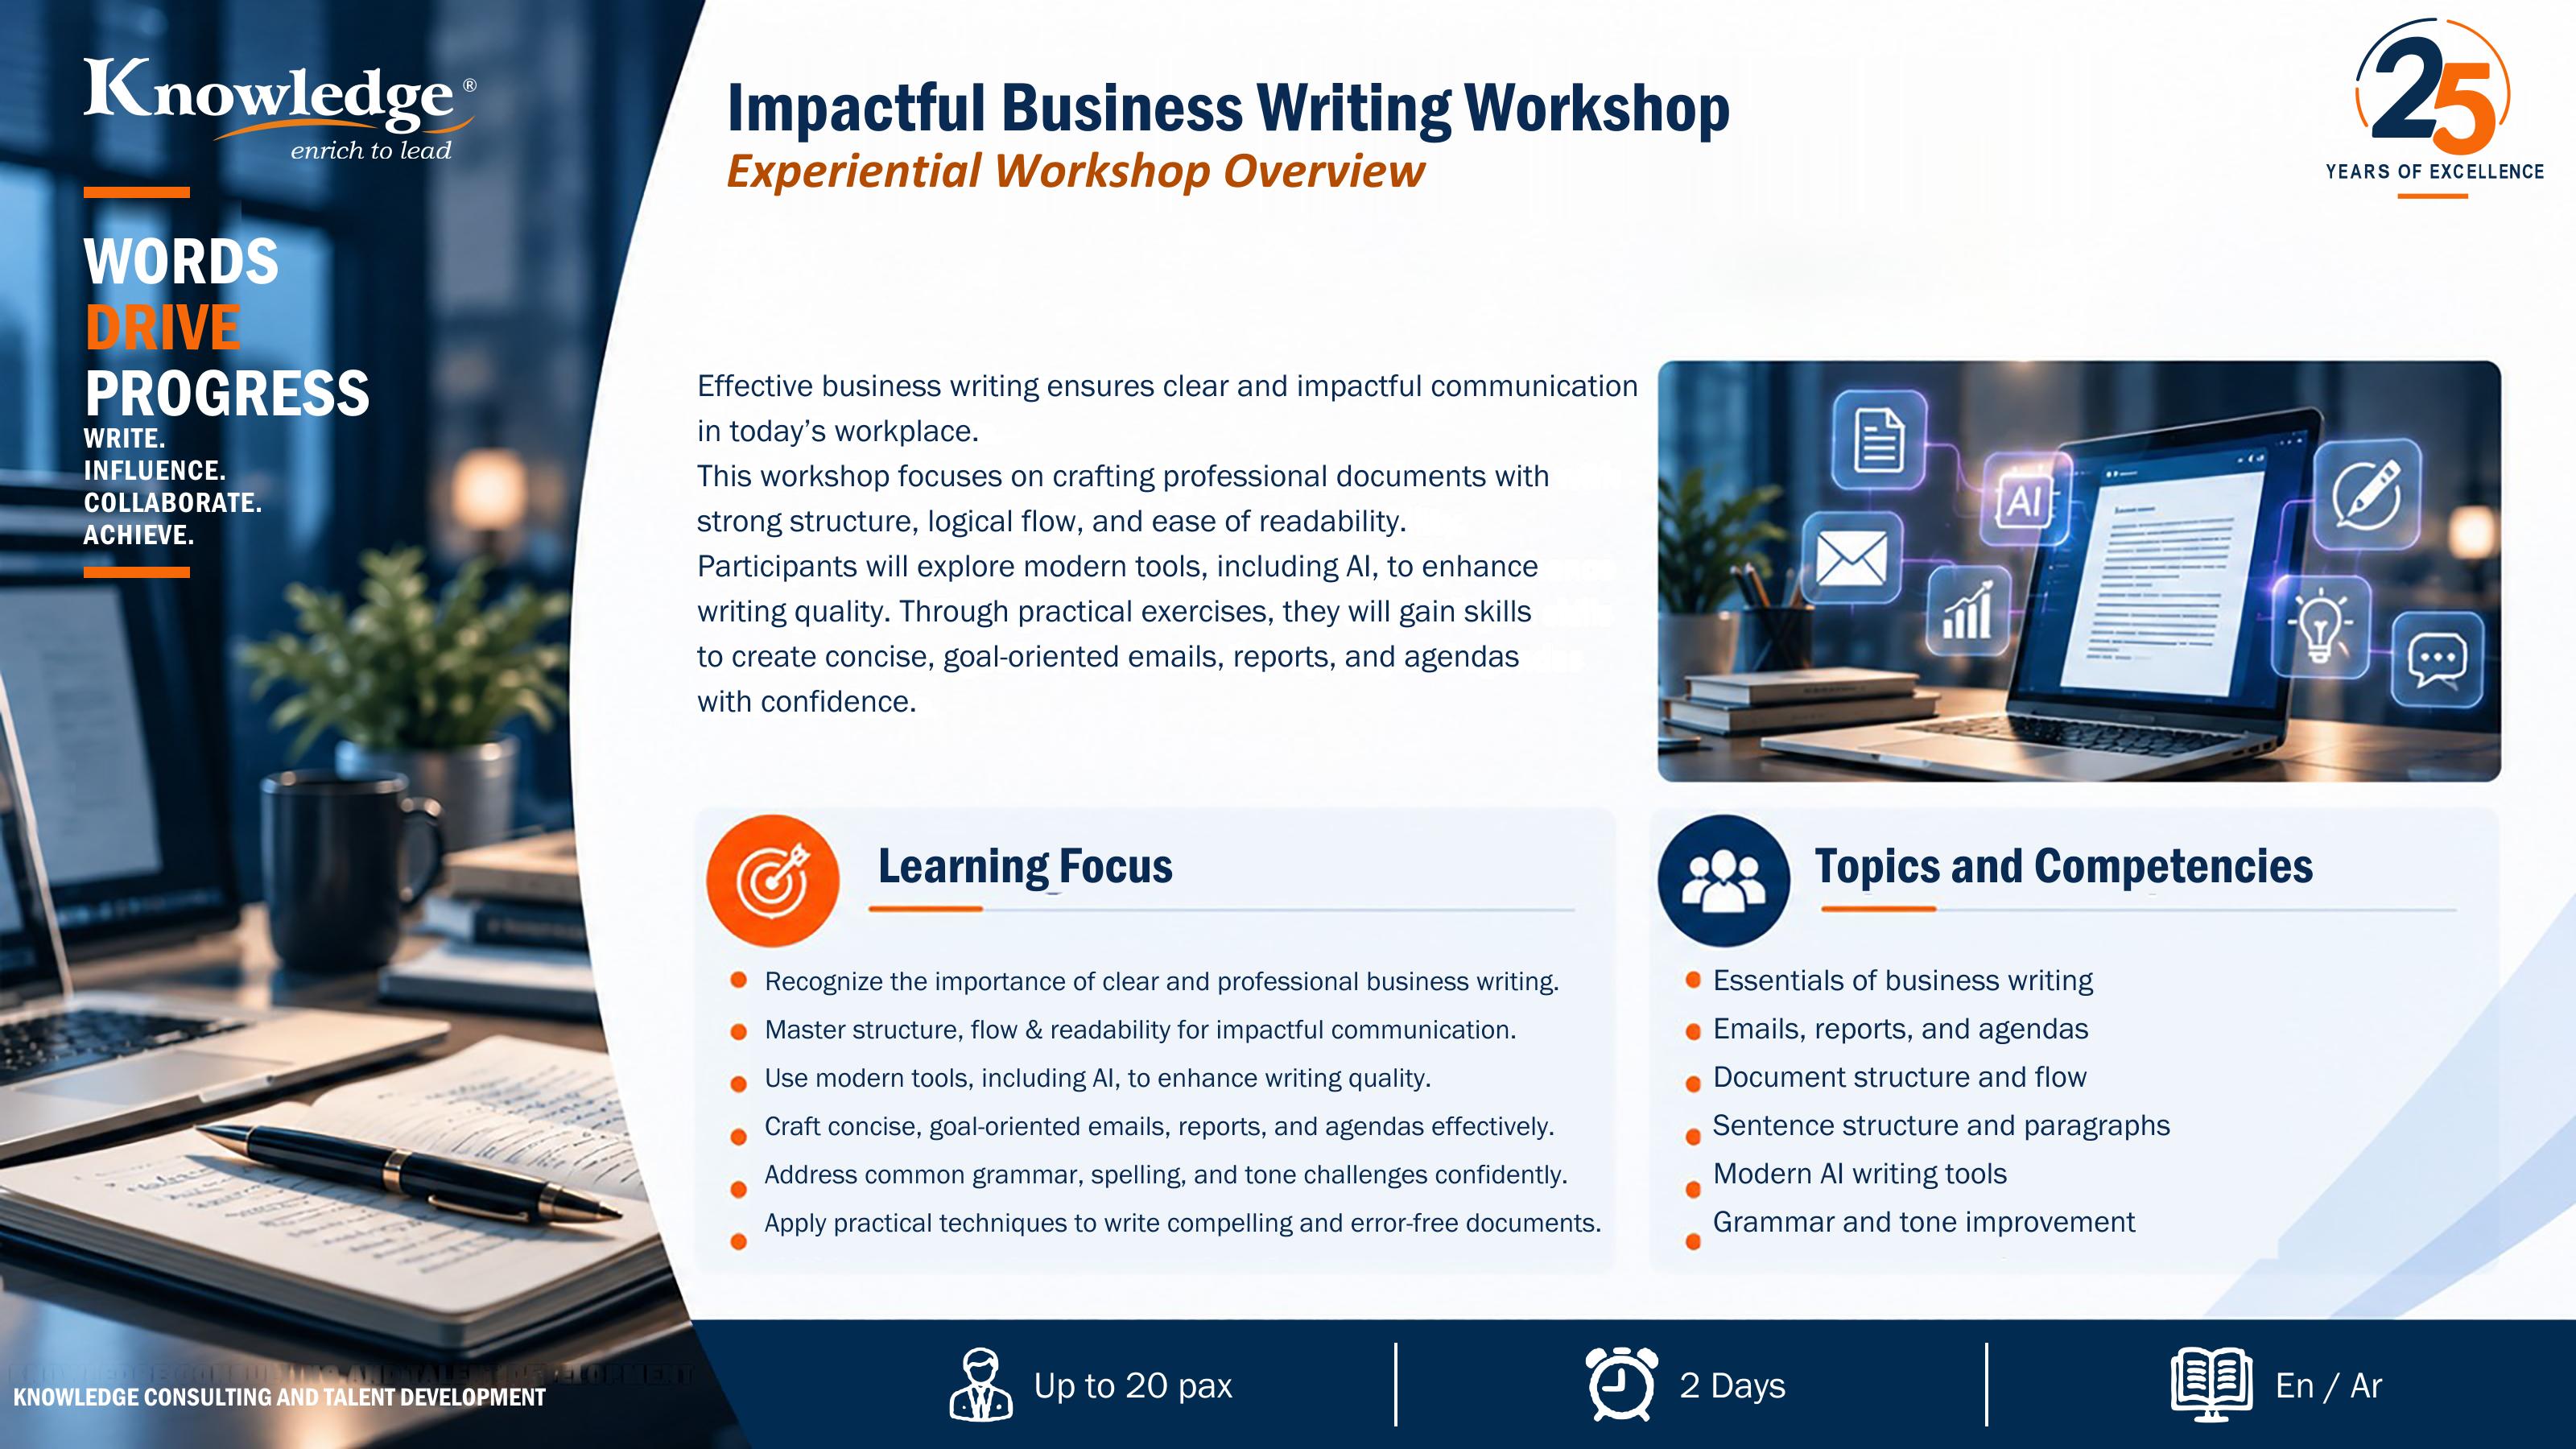 Knowledge®
enrich to lead
WORDS
DRIVE
PROGRESS
WRITE.
INFLUENCE.
COLLABORATE.
ACHIEVE.
KNOWLEDGE CONSULTING AND TALENT DEVELOPMENT
Impactful Business Writing Workshop
Experiential Workshop Overview
25
YEARS OF EXCELLENCE
Effective business writing ensures clear and impactful communication
in today’s workplace.
This workshop focuses on crafting professional documents with
strong structure, logical flow, and ease of readability.
Participants will explore modern tools, including AI, to enhance
writing quality. Through practical exercises, they will gain skills
to create concise, goal-oriented emails, reports, and agendas
with confidence.
AI
Learning Focus
Recognize the importance of clear and professional business writing.
Master structure, flow & readability for impactful communication.
Use modern tools, including AI, to enhance writing quality.
Craft concise, goal-oriented emails, reports, and agendas effectively.
Address common grammar, spelling, and tone challenges confidently.
Apply practical techniques to write compelling and error-free documents.
Topics and Competencies
Essentials of business writing
Emails, reports, and agendas
Document structure and flow
Sentence structure and paragraphs
Modern AI writing tools
Grammar and tone improvement
Up to 20 pax
2 Days
En / Ar